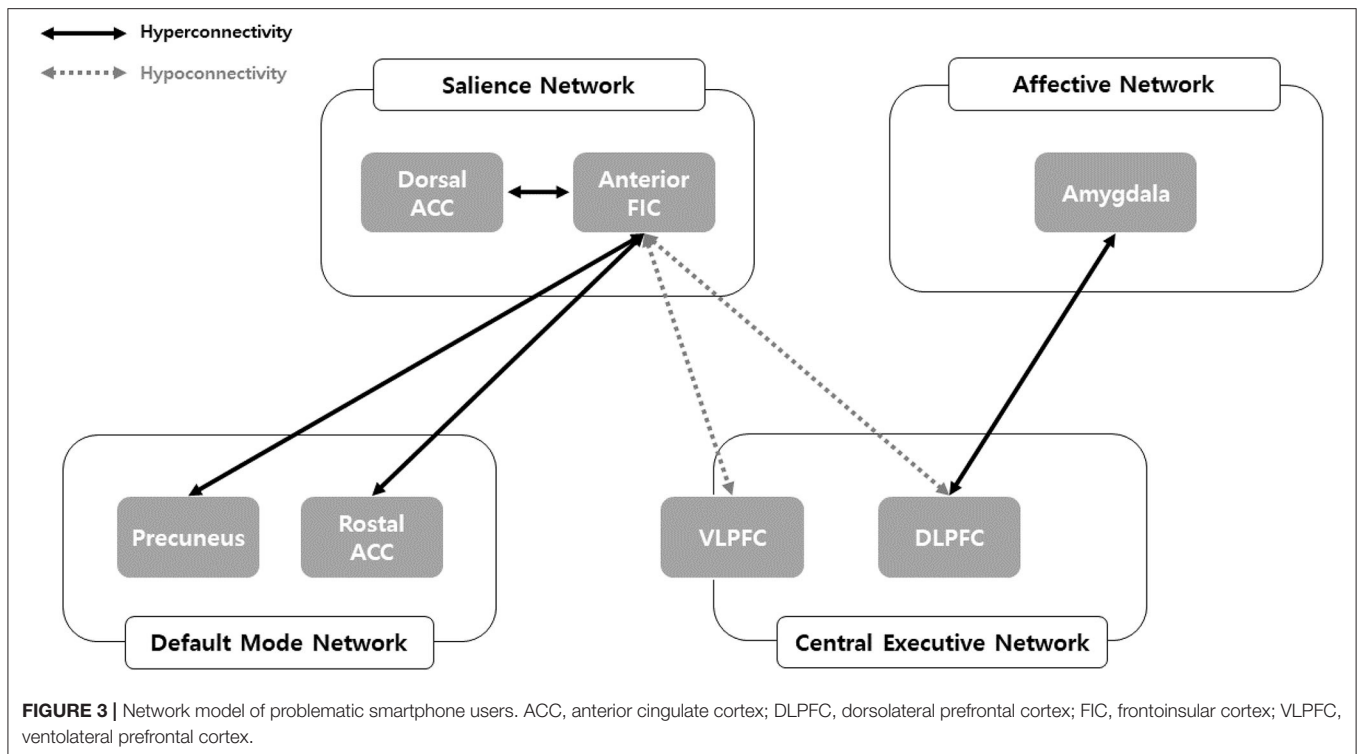 Hyperconnectivity
Hypoconnectivity
Salience Network
Affective Network
Dorsal
ACC
Anterior
FIC
Amygdala
Precuneus
Rostal
ACC
VLPFC
DLPFC
Default Mode Network
Central Executive Network
FIGURE 3 | Network model of problematic smartphone users. ACC, anterior cingulate cortex; DLPFC, dorsolateral prefrontal cortex; FIC, frontoinsular cortex; VLPFC,
ventolateral prefrontal cortex.